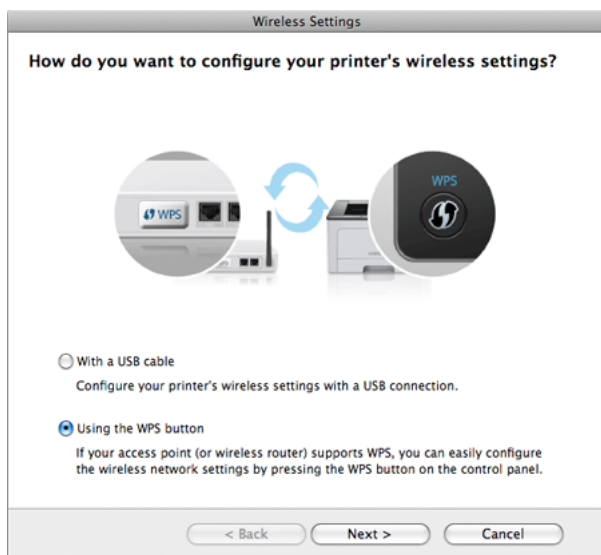 Wireless Settings
How do you want to configure your printer's wireless settings?
WPS
WPS
With a USB cable
Configure your printer's wireless settings with a USB connection.
Using the WPS button
If your access point (or wireless router) supports WPS, you can easily configure
the wireless network settings by pressing the WPS button on the control panel.
< Back
Next >
Cancel